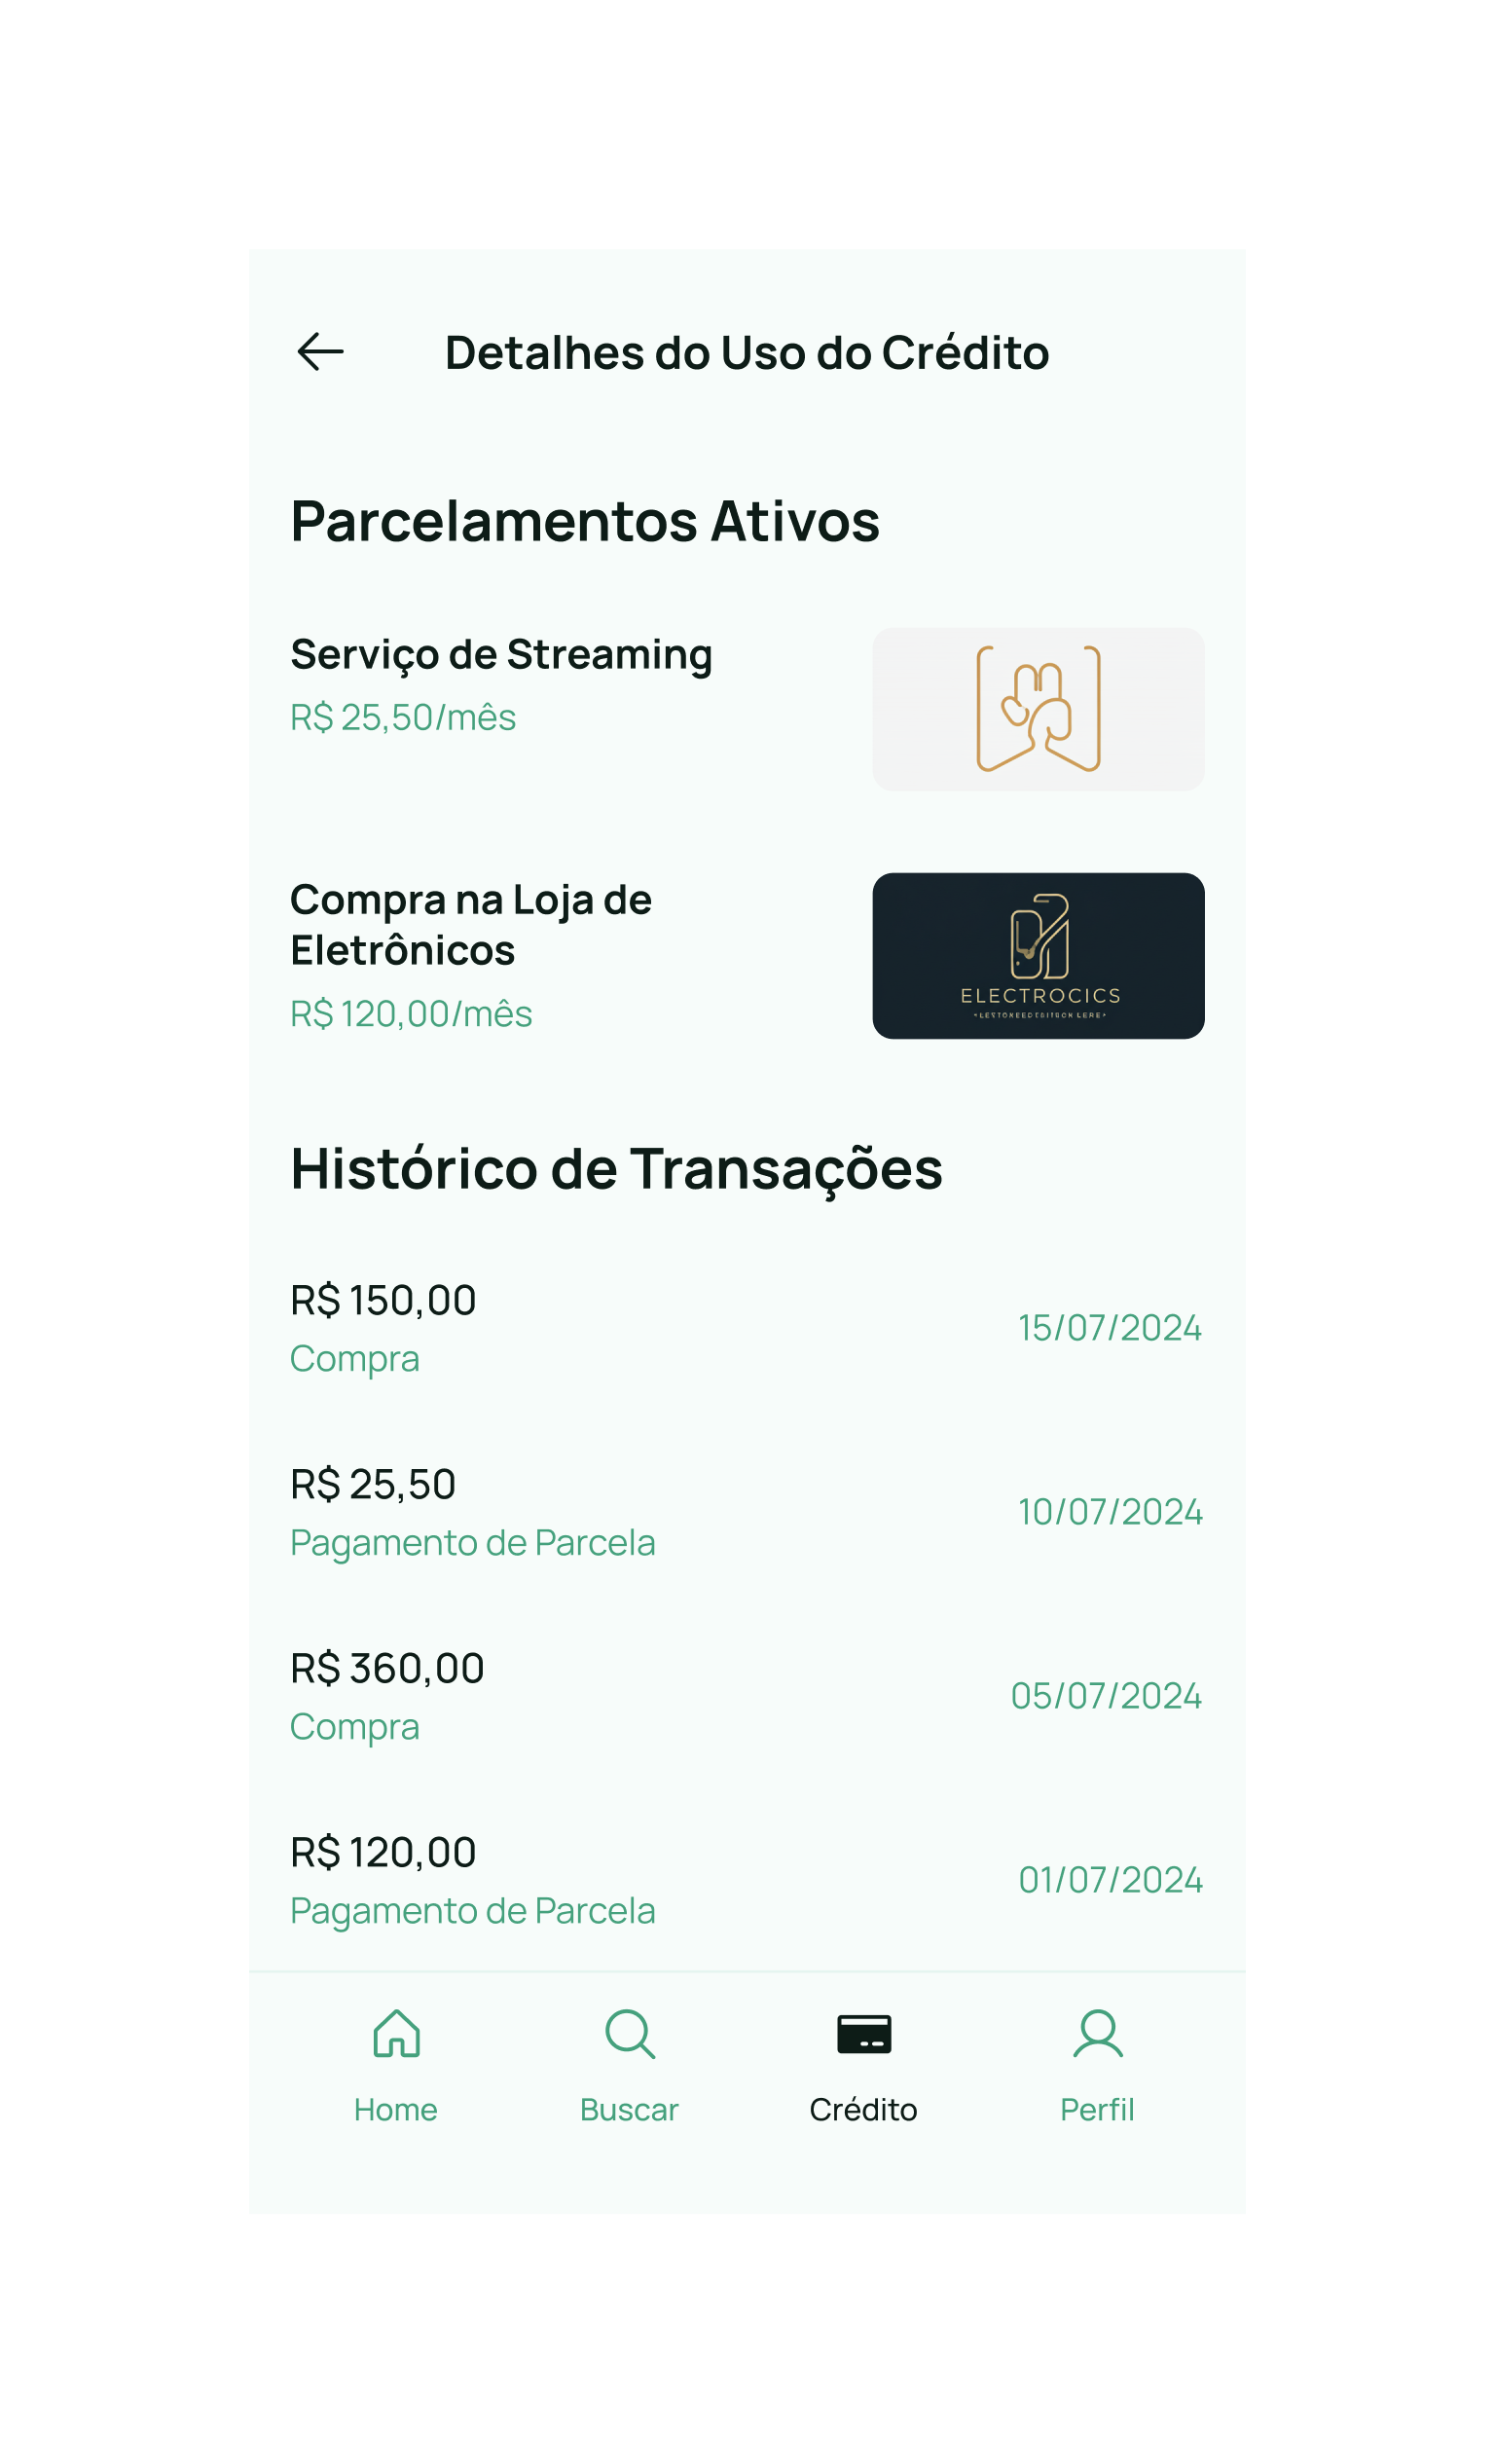 Detalhes do Uso do Crédito
Parcelamentos Ativos
Serviço de Streaming
R$ 25,50/mês
Compra na Loja de
Eletrônicos
R$ 120,00/mês
ELECTROCICS
Histórico de Transações
R$ 150,00
Compra
15/07/2024
R$ 25,50
Pagamento de Parcela
10/07/2024
R$ 360,00
Compra
05/07/2024
R$ 120,00
Pagamento de Parcela
01/07/2024
Home
Buscar
Crédito
Perfil